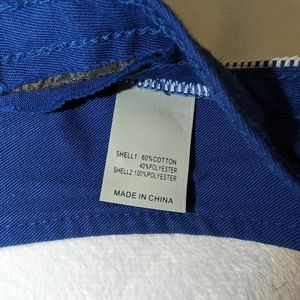 SHELL1: 60%COTTON
40%POLYESTER
SHELL2:100%POLYESTER
MADE IN CHINA